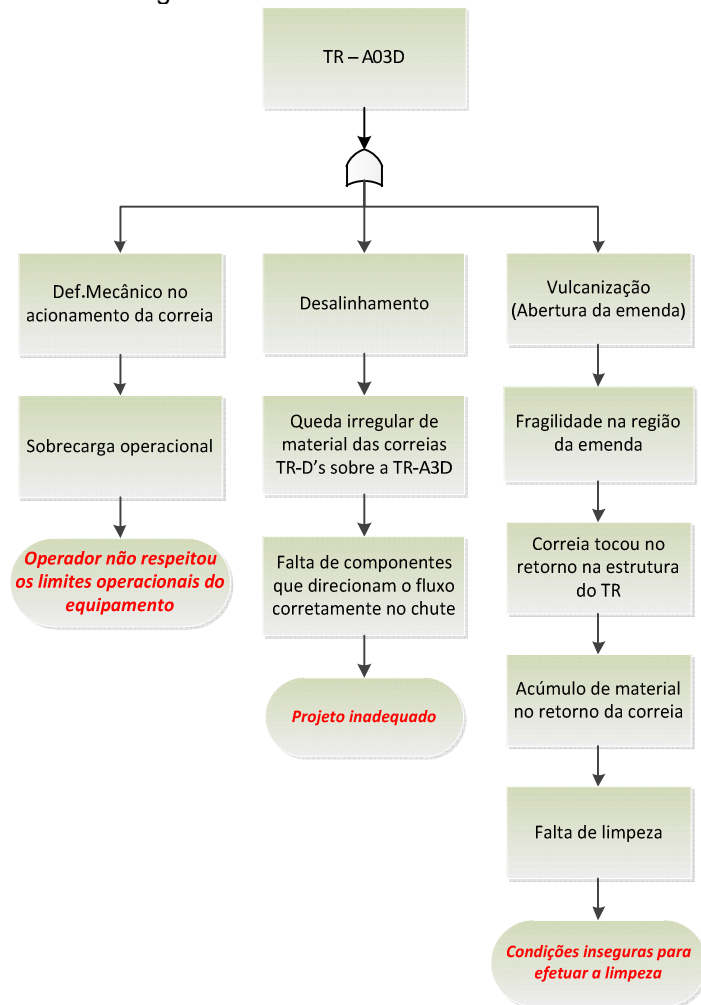 TR – A03D
Def.Mecânico no
acionamento da correia
Sobrecarga operacional
Operador não respeitou
os limites operacionais do
equipamento
Desalinhamento
Queda irregular de
material das correias
TR-D’s sobre a TR-A3D
Falta de componentes
que direcionam o fluxo
corretamente no chute
Projeto inadequado
Vulcanização
(Abertura da emenda)
Fragilidade na região
da emenda
Correia tocou no
retorno na estrutura
do TR
Acúmulo de material
no retorno da correia
Falta de limpeza
Condições inseguras para
efetuar a limpeza